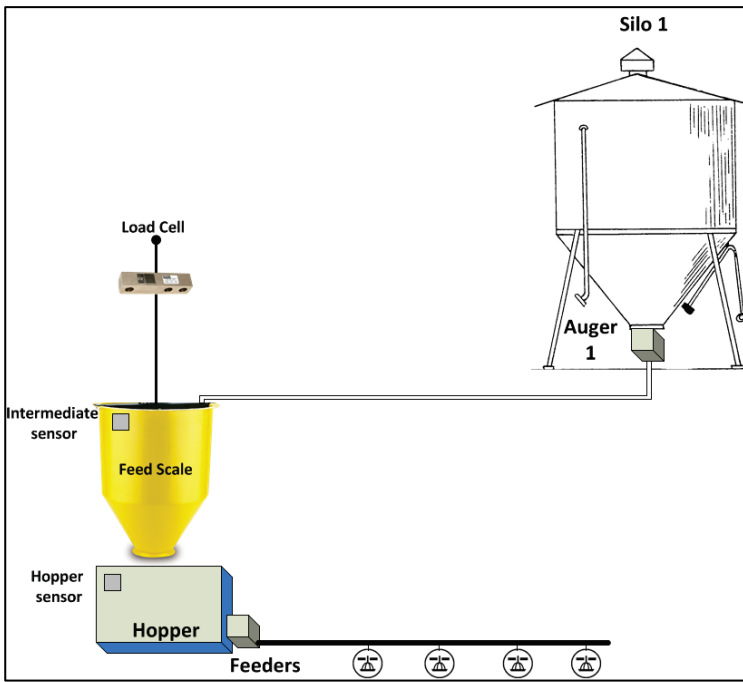 Silo 1
Load Cell
Auger
1
Intermediate
sensor
Feed Scale
Hopper
sensor
Hopper
Feeders